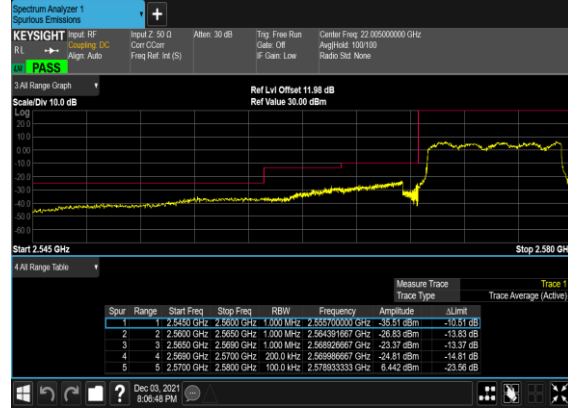 Spectrum Analyzer 1
Spurious Emissions
KEYSIGHT Input: RF Input Z: 50 Ω Atten: 30 dB Trig: Free Run Center Freq: 22.005000000 GHz
RL Coupling: DC Corr CCorr Gate: Off Avg|Hold: 100/100
Align: Auto Freq Ref: Int (S) IF Gain: Low Radio Std: None
PASS
3 All Range Graph
Ref Lvl Offset 11.98 dB
Scale/Div 10.0 dB Ref Value 30.00 dBm
Log
20.0
10.0
0.00
-10.0
-20.0
-30.0
-40.0
-50.0
-60.0
Start 2.545 GHz Stop 2.580 GH
4 All Range Table
Measure Trace Trace 1
Trace Type Trace Average (Active)
Spur Range Start Freq Stop Freq RBW Frequency Amplitude ΔLimit
1 1 2.5450 GHz 2.5600 GHz 1.000 MHz 2.555700000 GHz -35.51 dBm -10.51 dB
2 2 2.5600 GHz 2.5650 GHz 1.000 MHz 2.564391667 GHz -26.83 dBm -13.83 dB
3 3 2.5650 GHz 2.5690 GHz 1.000 MHz 2.568926667 GHz -23.37 dBm -13.37 dB
4 4 2.5690 GHz 2.5700 GHz 200.0 kHz 2.569986667 GHz -24.81 dBm -14.81 dB
5 5 2.5700 GHz 2.5800 GHz 100.0 kHz 2.578933333 GHz 6.442 dBm -23.56 dB
? Dec 03, 2021
8:06:48 PM